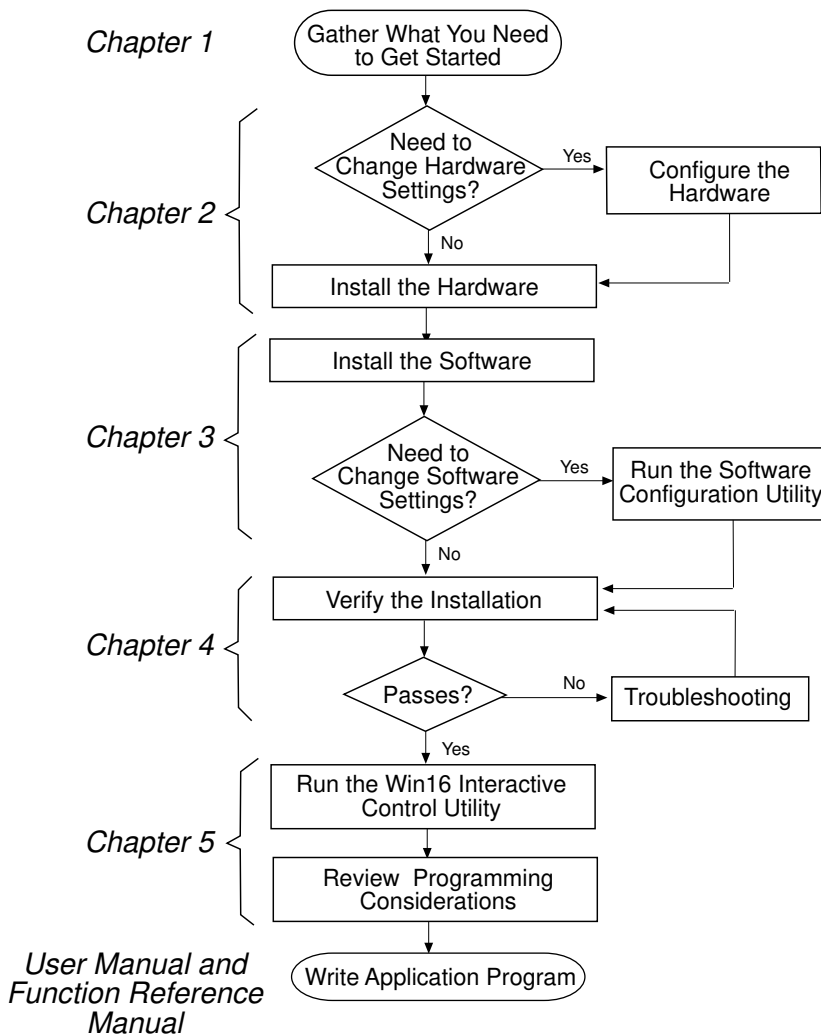 Chapter 1
Gather What You Need
to Get Started
Chapter 2
Need to
Change Hardware
Settings?
Yes
Configure the
Hardware
No
Install the Hardware
Chapter 3
Install the Software
Need to
Change Software
Settings?
Yes
Run the Software
Configuration Utility
No
Chapter 4
Verify the Installation
Passes?
No
Troubleshooting
Yes
Chapter 5
Run the Win16 Interactive
Control Utility
Review Programming
Considerations
User Manual and
Function Reference
Manual
Write Application Program